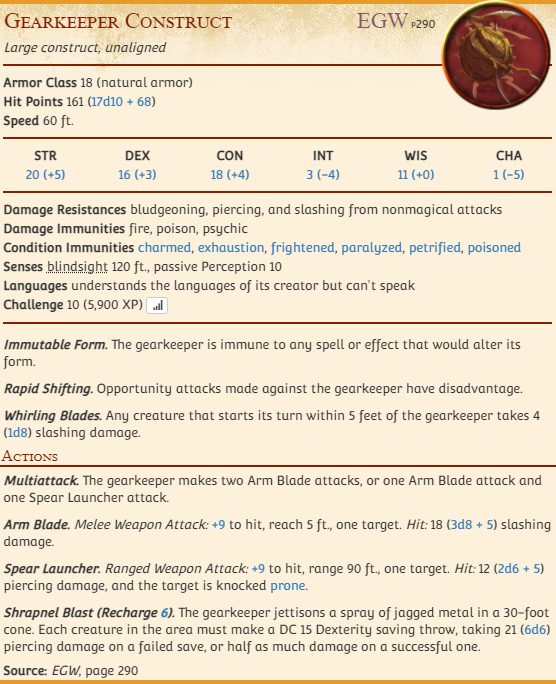 Gearkeeper Construct EGW p290
Large construct, unaligned
Armor Class 18 (natural armor)
Hit Points 161 (17d10 + 68)
Speed 60 ft.
STR DEX CON INT WIS CHA
20 (+5) 16 (+3) 18 (+4) 3 (−4) 11 (+0) 1 (−5)
Damage Resistances bludgeoning, piercing, and slashing from nonmagical attacks
Damage Immunities fire, poison, psychic
Condition Immunities charmed, exhaustion, frightened, paralyzed, petrified, poisoned
Senses blindsight 120 ft., passive Perception 10
Languages understands the languages of its creator but can't speak
Challenge 10 (5,900 XP)
Immutable Form. The gearkeeper is immune to any spell or effect that would alter its
form.
Rapid Shifting. Opportunity attacks made against the gearkeeper have disadvantage.
Whirling Blades. Any creature that starts its turn within 5 feet of the gearkeeper takes 4
(1d8) slashing damage.
Actions
Multiattack. The gearkeeper makes two Arm Blade attacks, or one Arm Blade attack and
one Spear Launcher attack.
Arm Blade. Melee Weapon Attack: +9 to hit, reach 5 ft., one target. Hit: 18 (3d8 + 5) slashing
damage.
Spear Launcher. Ranged Weapon Attack: +9 to hit, range 90 ft., one target. Hit: 12 (2d6 + 5)
piercing damage, and the target is knocked prone.
Shrapnel Blast (Recharge 6). The gearkeeper jettisons a spray of jagged metal in a 30-foot
cone. Each creature in the area must make a DC 15 Dexterity saving throw, taking 21 (6d6)
piercing damage on a failed save, or half as much damage on a successful one.
Source: EGW, page 290